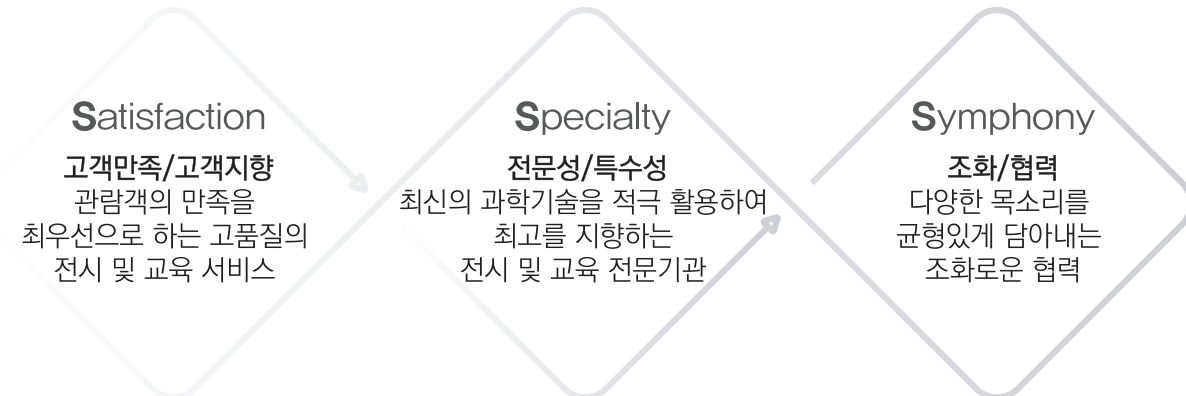 Satisfaction
고객만족/고객지향
관람객의 만족을
최우선으로 하는 고품질의
전시 및 교육 서비스
Specialty
전문성/특수성
최신의 과학기술을 적극 활용하여
최고를 지향하는
전시 및 교육 전문기관
Symphony
조화/협력
다양한 목소리를
균형있게 담아내는
조화로운 협력